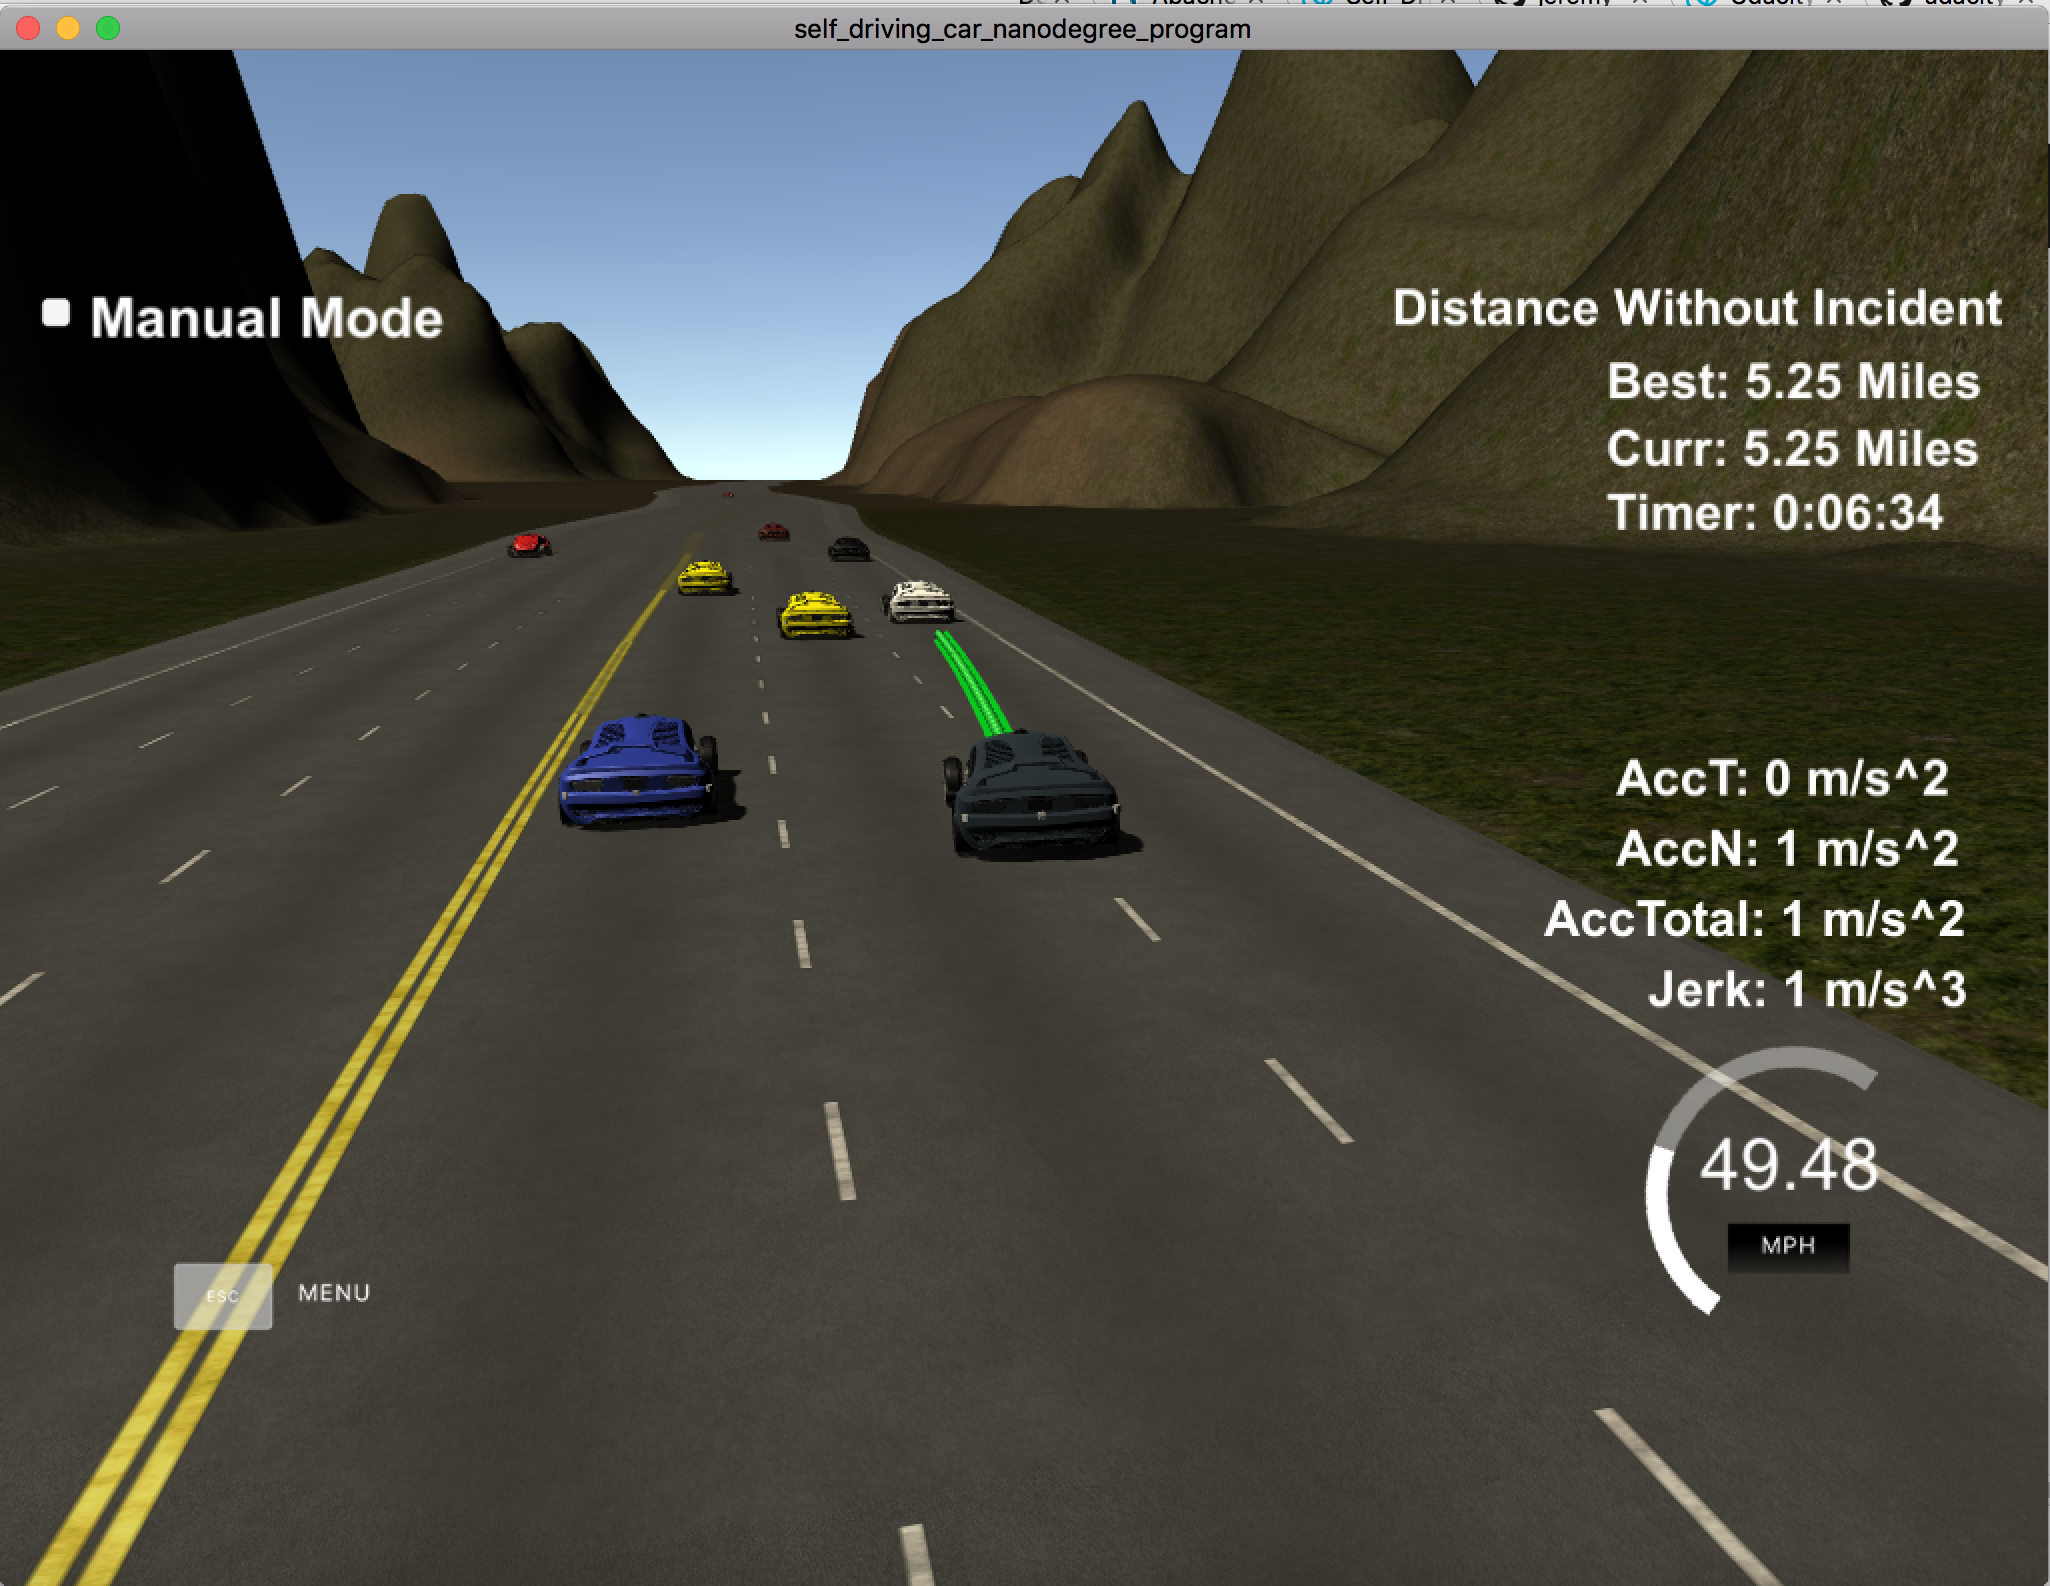 self_driving_car_nanodegree_program
Manual Mode
Distance Without Incident
Best: 5.25 Miles
Curr: 5.25 Miles
Timer: 0:06:34
AccT: 0 m/s^2
AccN: 1 m/s^2
AccTotal: 1 m/s^2
Jerk: 1 m/s^3
49.48
MPH
ESC MENU